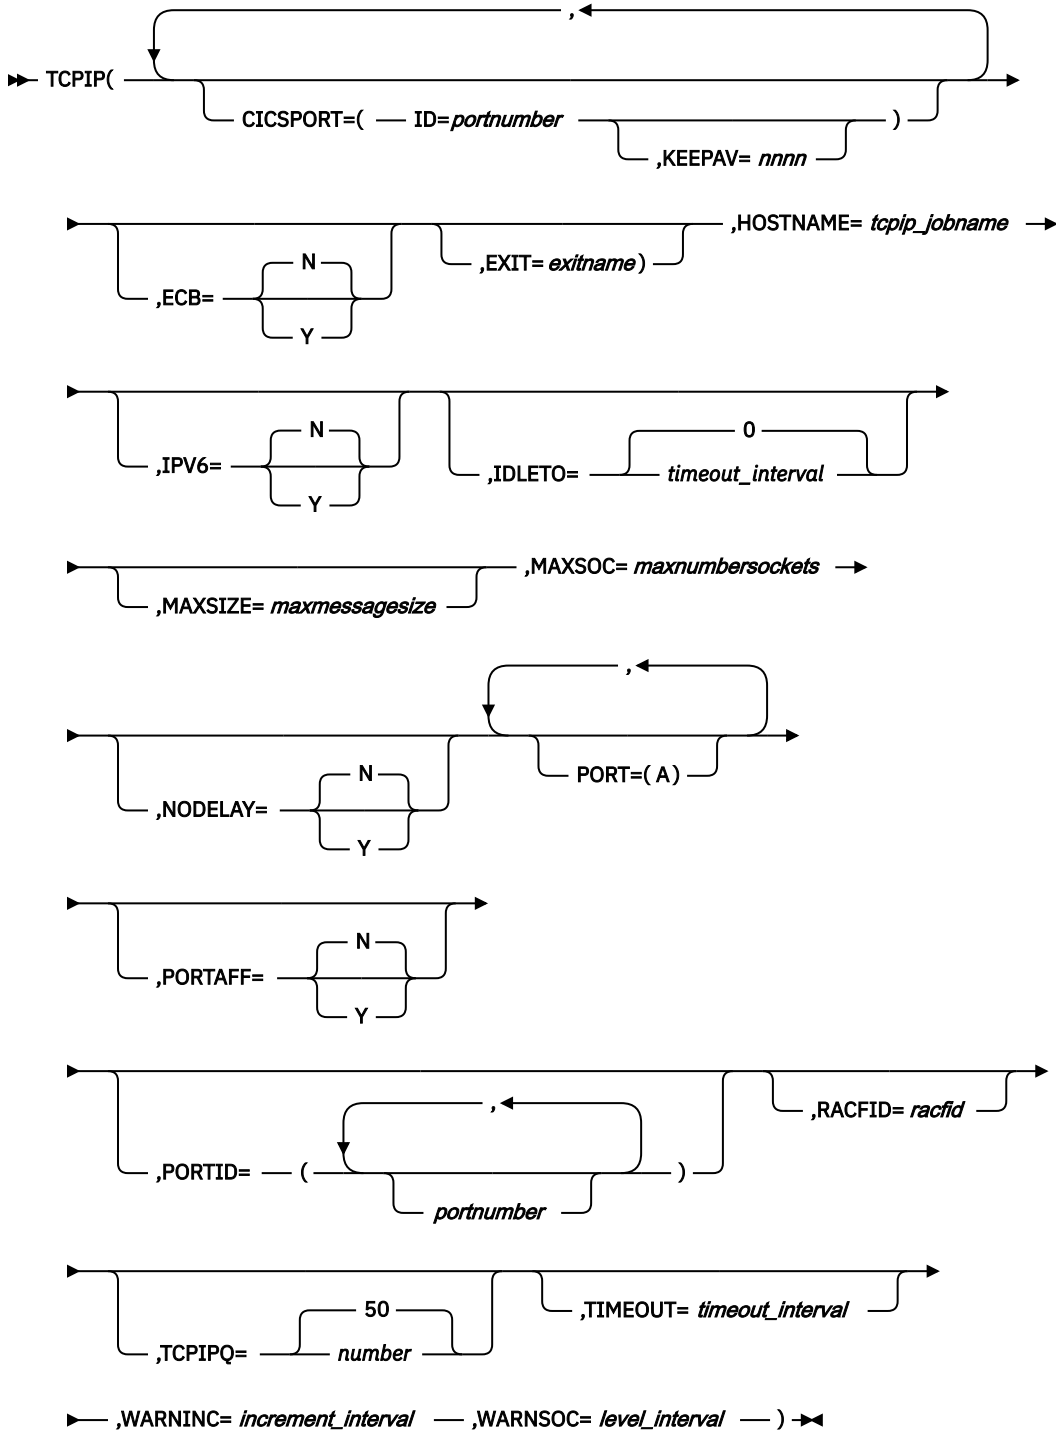 ,
TCPIP(
CICSPORT=( ID=portnumber )
,KEEPAV= nnnn
,HOSTNAME= tcpip_jobname
N
,EXIT= exitname)
,ECB=
Y
N
0
,IPV6=
,IDLETO= timeout_interval
Y
,MAXSOC= maxnumbersockets
,MAXSIZE= maxmessagesize
,
N
PORT=( A )
,NODELAY=
Y
N
,PORTAFF=
Y
,
,RACFID= racfid
,PORTID= ( )
portnumber
50
,TIMEOUT= timeout_interval
,TCPIPQ= number
,WARNINC= increment_interval ,WARNSOC= level_interval )